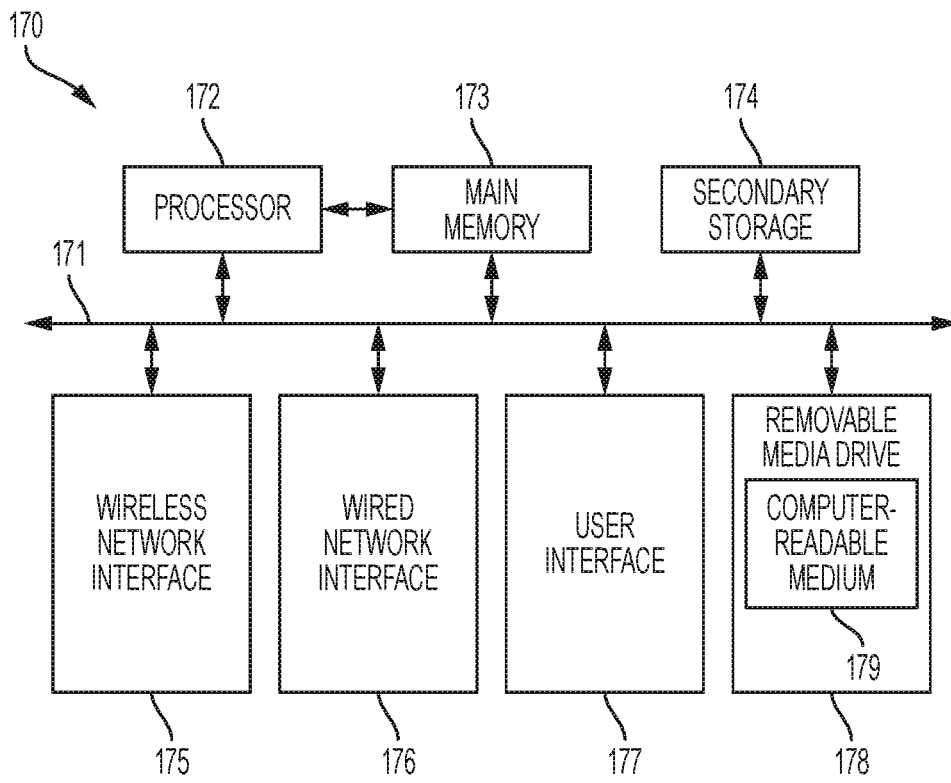 170
172
173
174
PROCESSOR
MAIN
MEMORY
SECONDARY
STORAGE
171
WIRELESS
NETWORK
INTERFACE
WIRED
NETWORK
INTERFACE
USER
INTERFACE
REMOVABLE
MEDIA DRIVE
COMPUTER-
READABLE
MEDIUM
179
175
176
177
178